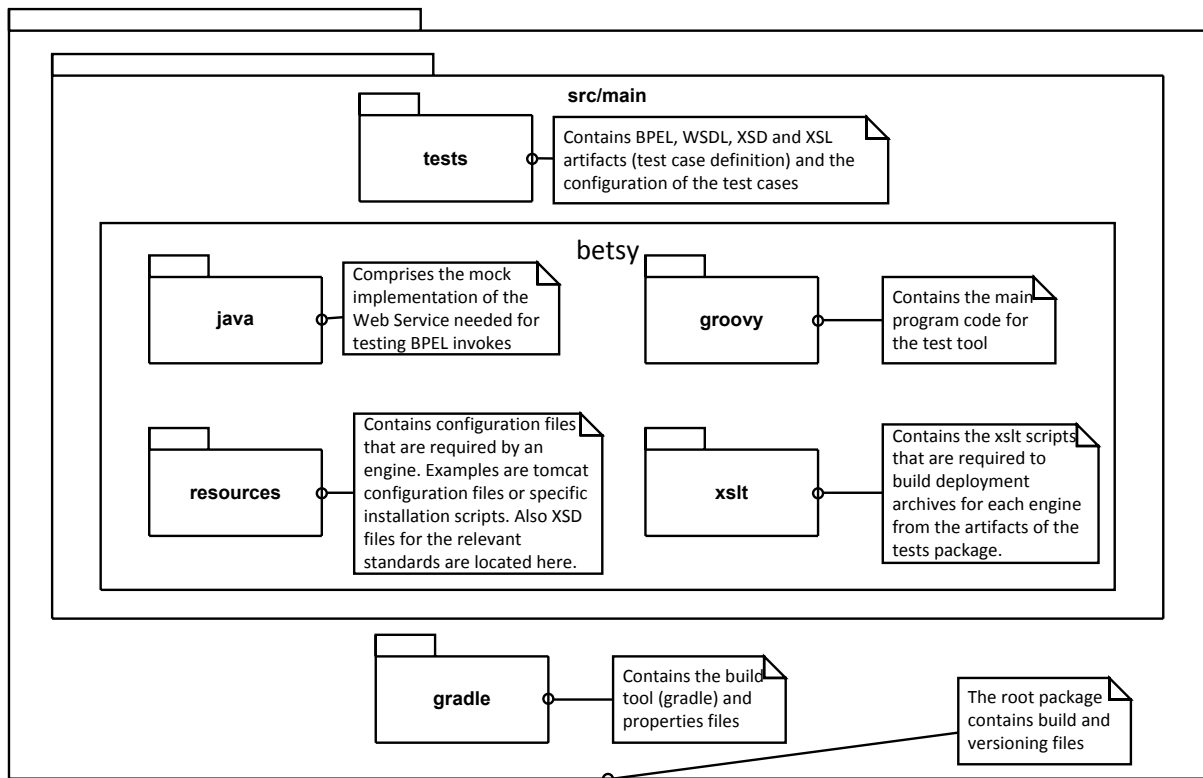 src/main
tests
Contains BPEL, WSDL, XSD and XSL
artifacts (test case definition) and the
configuration of the test cases
betsy
java
Comprises the mock
implementation of the
Web Service needed for
testing BPEL invokes
groovy
Contains the main
program code for
the test tool
resources
Contains configuration files
that are required by an
engine. Examples are tomcat
configuration files or specific
installation scripts. Also XSD
files for the relevant
standards are located here.
xslt
Contains the xslt scripts
that are required to
build deployment
archives for each engine
from the artifacts of the
tests package.
gradle
Contains the build
tool (gradle) and
properties files
The root package
contains build and
versioning files